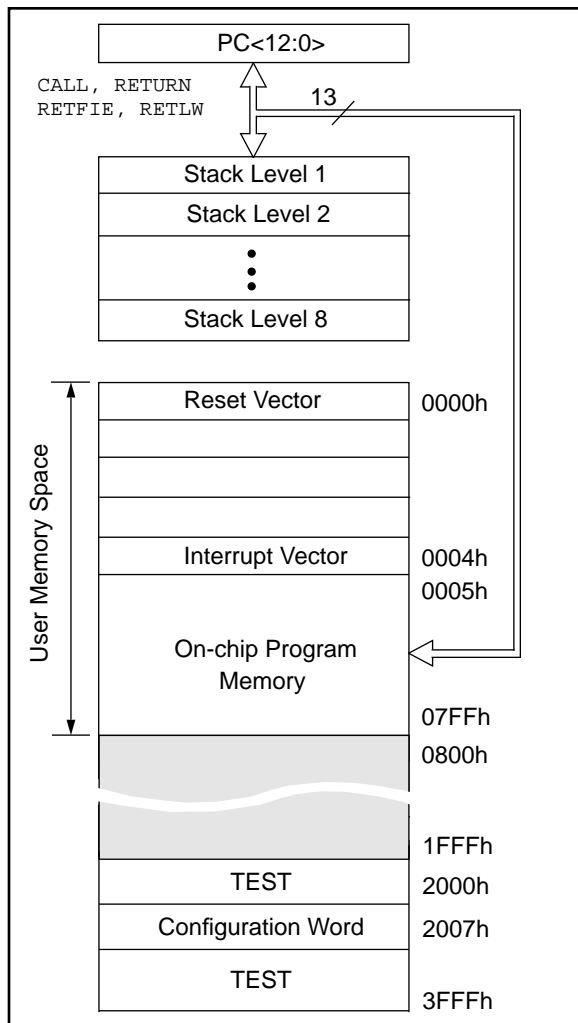 PC<12:0>
CALL, RETURN
RETFIE, RETLW
13
Stack Level 1
Stack Level 2
Stack Level 8
User Memory Space
Reset Vector
0000h
Interrupt Vector
0004h
0005h
On-chip Program
Memory
07FFh
0800h
1FFFh
TEST
2000h
Configuration Word
2007h
TEST
3FFFh